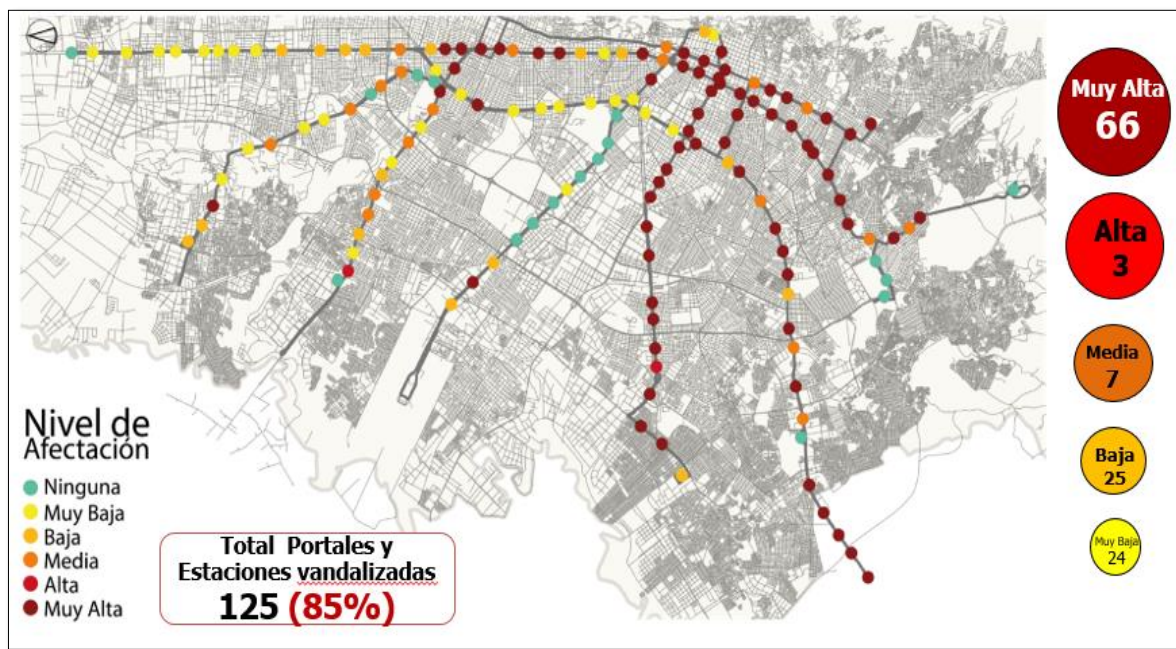 Muy Alta
66
Alta
3
Media
7
Baja
25
Muy Baja
24
Nivel de
Afectación
Ninguna
Muy Baja
Baja
Media
Alta
Muy Alta
Total Portales y
Estaciones vandalizadas
125 (85%)